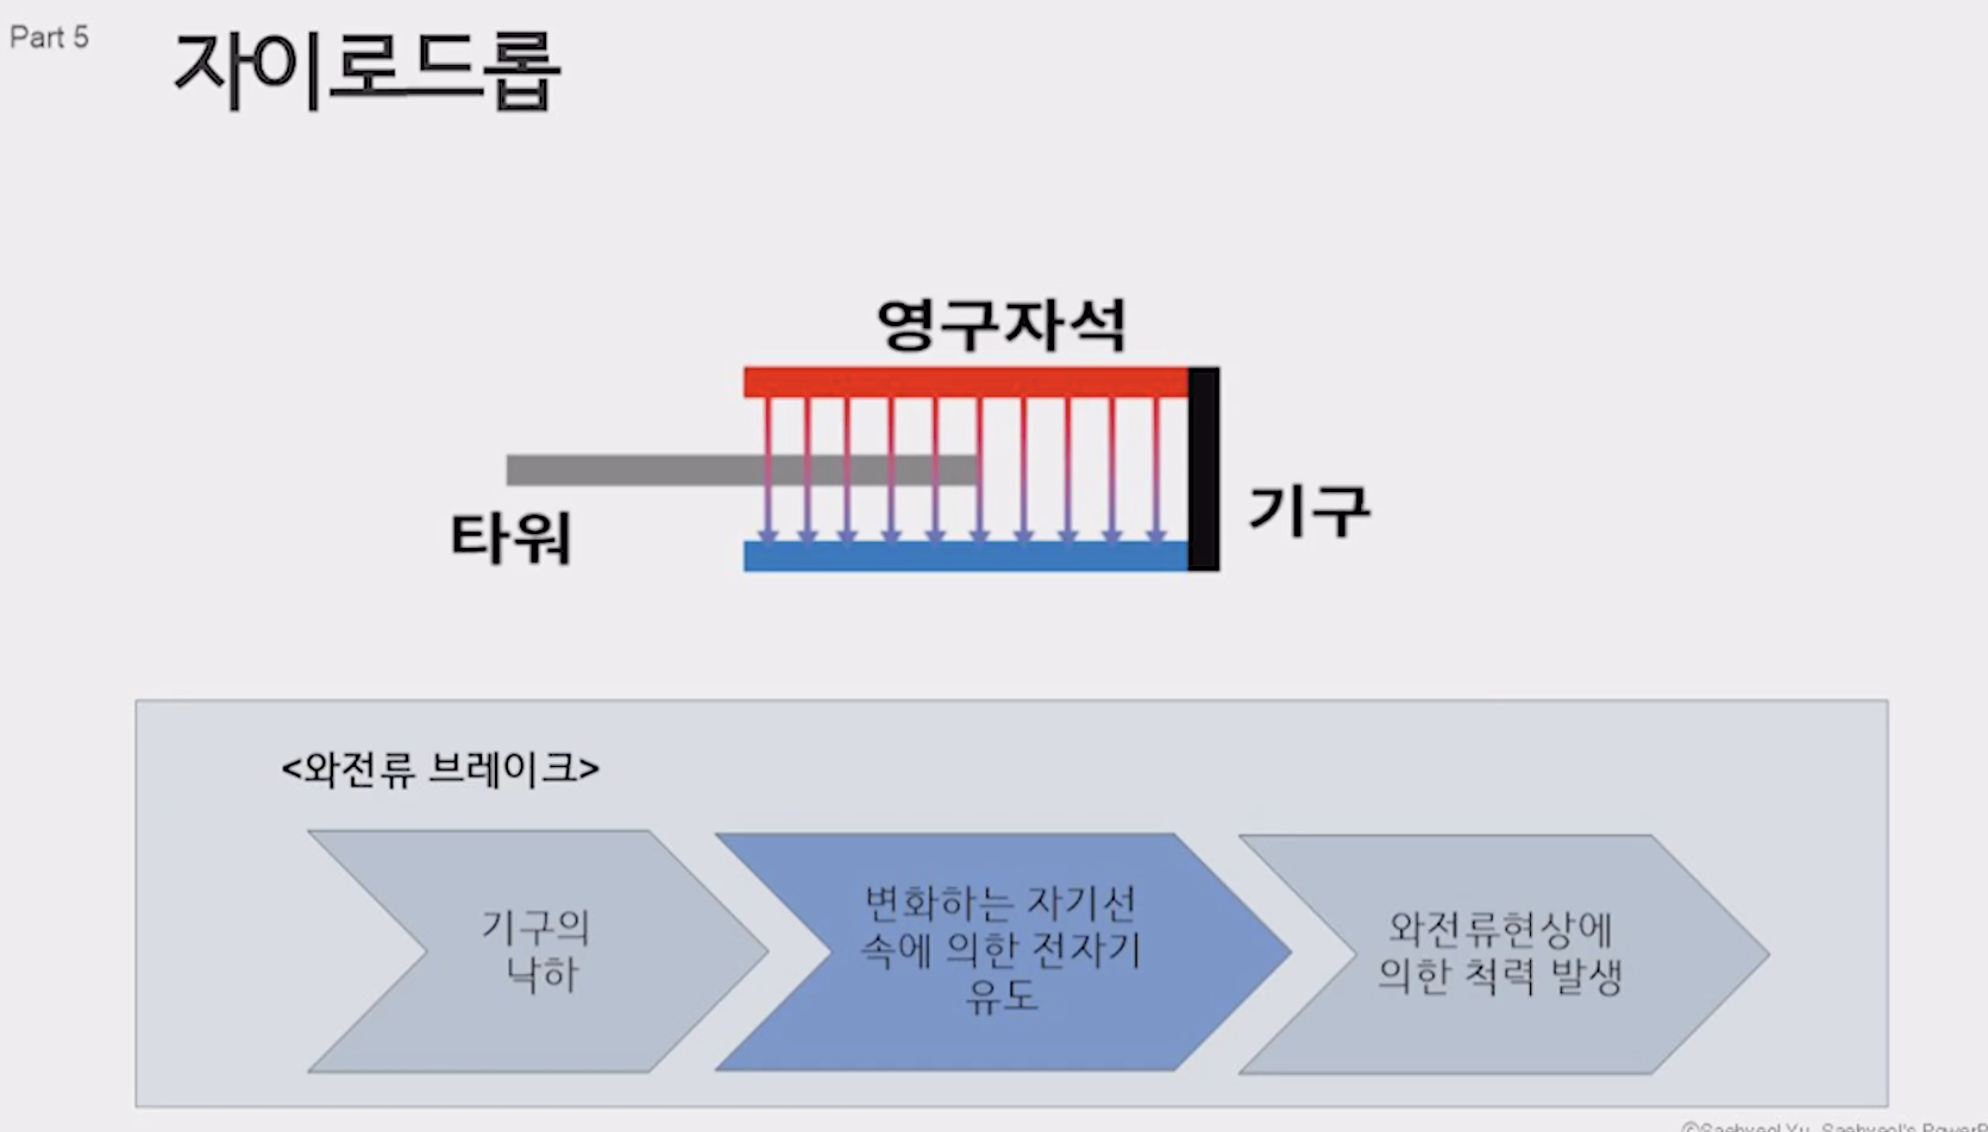 Part 5
자이로드롭
영구자석
타워
기구
<와전류 브레이크>
기구의
낙하
변화하는 자기선
속에 의한 전자기
유도
와전류현상에
의한 척력 발생
©Saebyeol Yu. Saebyeol's PowerP